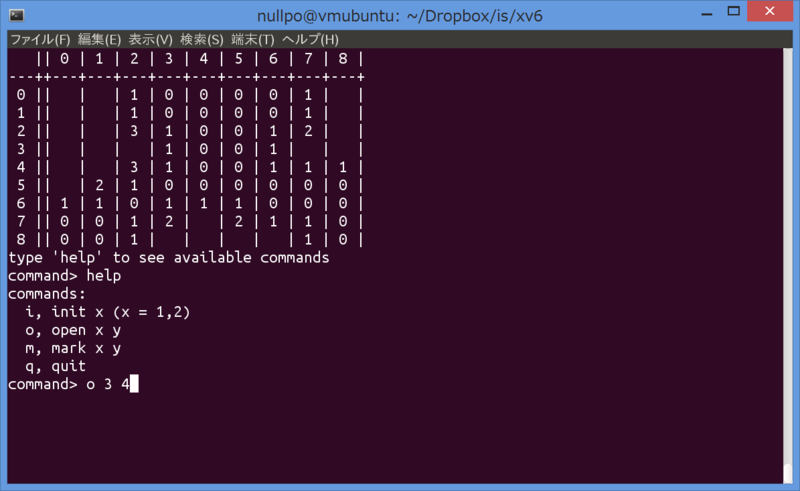 nullpo@vmubuntu: ~/Dropbox/is/xv6
ファイル(F) 編集(E) 表示(V) 検索(S) 端末(T) ヘルプ(H)
   || 0 | 1 | 2 | 3 | 4 | 5 | 6 | 7 | 8 |
---++---+---+---+---+---+---+---+---+---+
 0 ||   |   | 1 | 0 | 0 | 0 | 0 | 1 |   |
 1 ||   |   | 1 | 0 | 0 | 0 | 0 | 1 |   |
 2 ||   |   | 3 | 1 | 0 | 0 | 1 | 2 |   |
 3 ||   |   |   | 1 | 0 | 0 | 1 |   |   |
 4 ||   |   | 3 | 1 | 0 | 0 | 1 | 1 | 1 |
 5 ||   | 2 | 1 | 0 | 0 | 0 | 0 | 0 | 0 |
 6 || 1 | 1 | 0 | 1 | 1 | 1 | 0 | 0 | 0 |
 7 || 0 | 0 | 1 | 2 |   | 2 | 1 | 1 | 0 |
 8 || 0 | 0 | 1 |   |   |   |   | 1 | 0 |
type 'help' to see available commands
command> help
commands:
  i, init x (x = 1,2)
  o, open x y
  m, mark x y
  q, quit
command> o 3 4